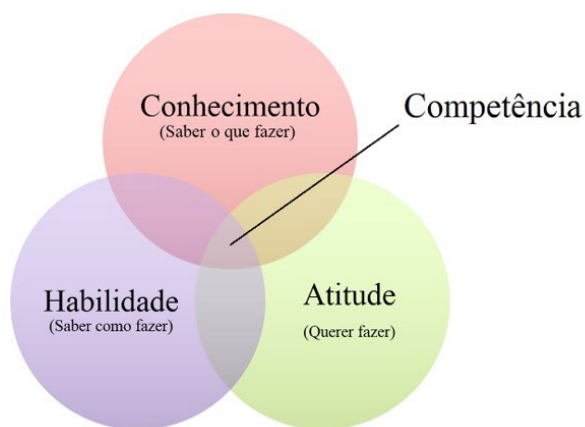 Conhecimento
(Saber o que fazer)
Competência
Habilidade
(Saber como fazer)
Atitude
(Querer fazer)